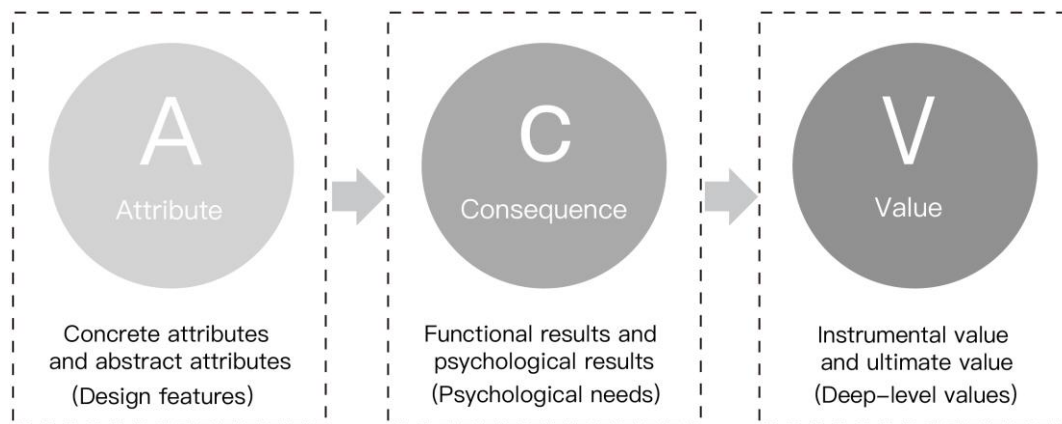 A
Attribute
Concrete attributes
and abstract attributes
(Design features)
C
Consequence
Functional results and
psychological results
(Psychological needs)
V
Value
Instrumental value
and ultimate value
(Deep-level values)